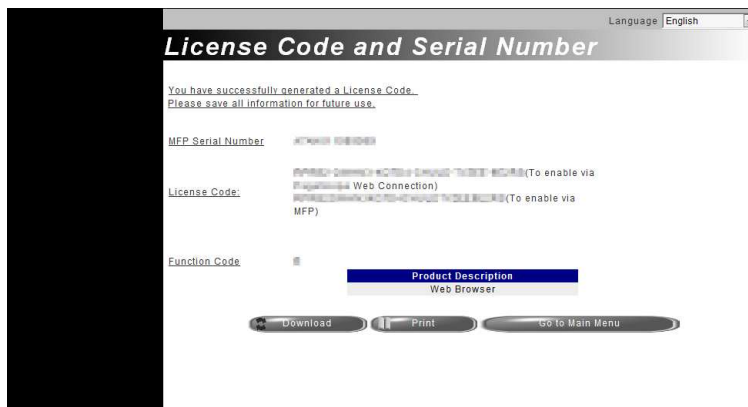 Language English
License Code and Serial Number
You have successfully generated a License Code.
Please save all information for future use.
MFP Serial Number
(To enable via
License Code:
Web Connection)
(To enable via
MFP)
Function Code
Product Description
Web Browser
Download Print Go to Main Menu